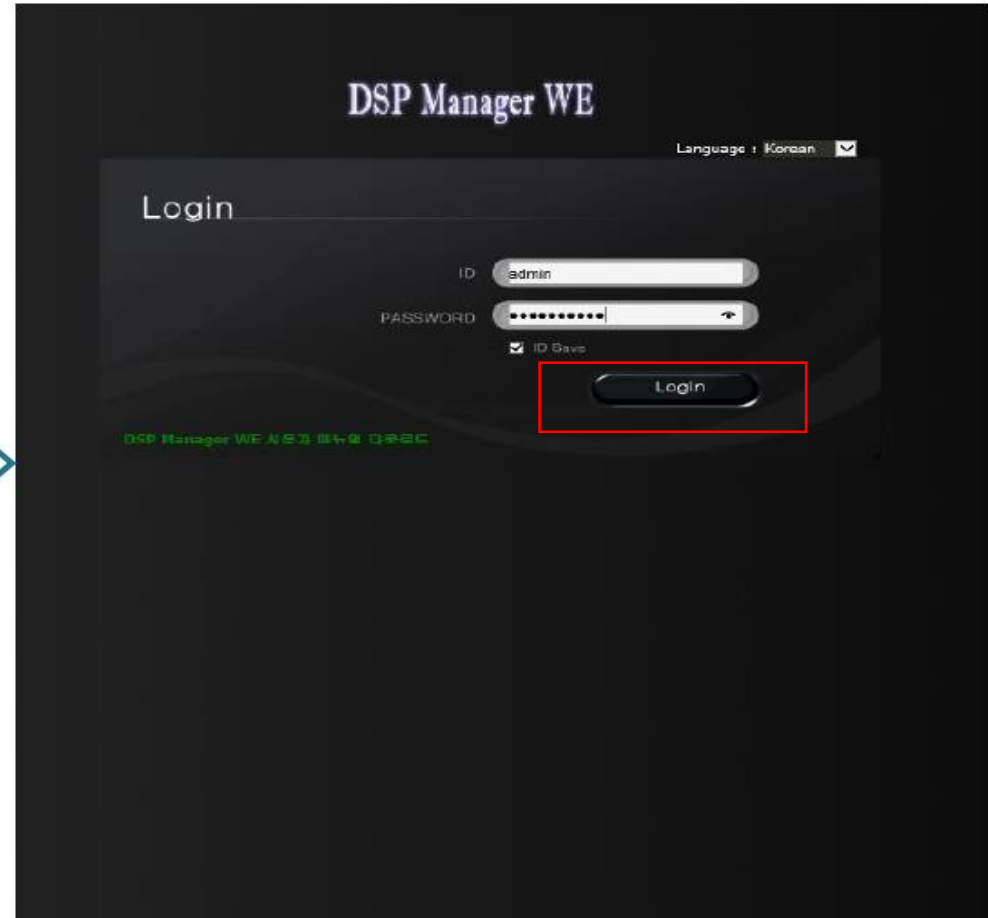 DSP Manager WE
Language : Korean
Login
ID admin
PASSWORD ••••••••••
ID Save
Login
DSP Manager WE 사용자 매뉴얼 다운로드